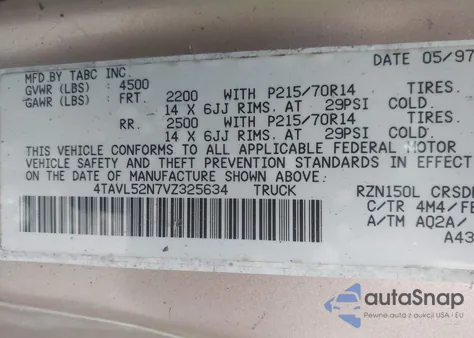 DATE 05/97
MFD.BY TABC INC.
GVWR (LBS) : 4500
GAWR (LBS) : FRT. 2200 WITH P215/70R14 TIRES.
14 X 6JJ RIMS. AT 29PSI COLD.
RR. 2500 WITH P215/70R14 TIRES.
14 X 6JJ RIMS. AT 29PSI COLD.
THIS VEHICLE CONFORMS TO ALL APPLICABLE FEDERAL MOTOR
VEHICLE SAFETY AND THEFT PREVENTION STANDARDS IN EFFECT
ON THE DATE OF MANUFACTURE SHOWN ABOVE.
4TAVL52N7VZ325634 TRUCK RZN150L CRSD
C/TR 4M4/FE
A/TM AQ2A/
A43
autoSnap
Pewne auta z aukcji USA - EU